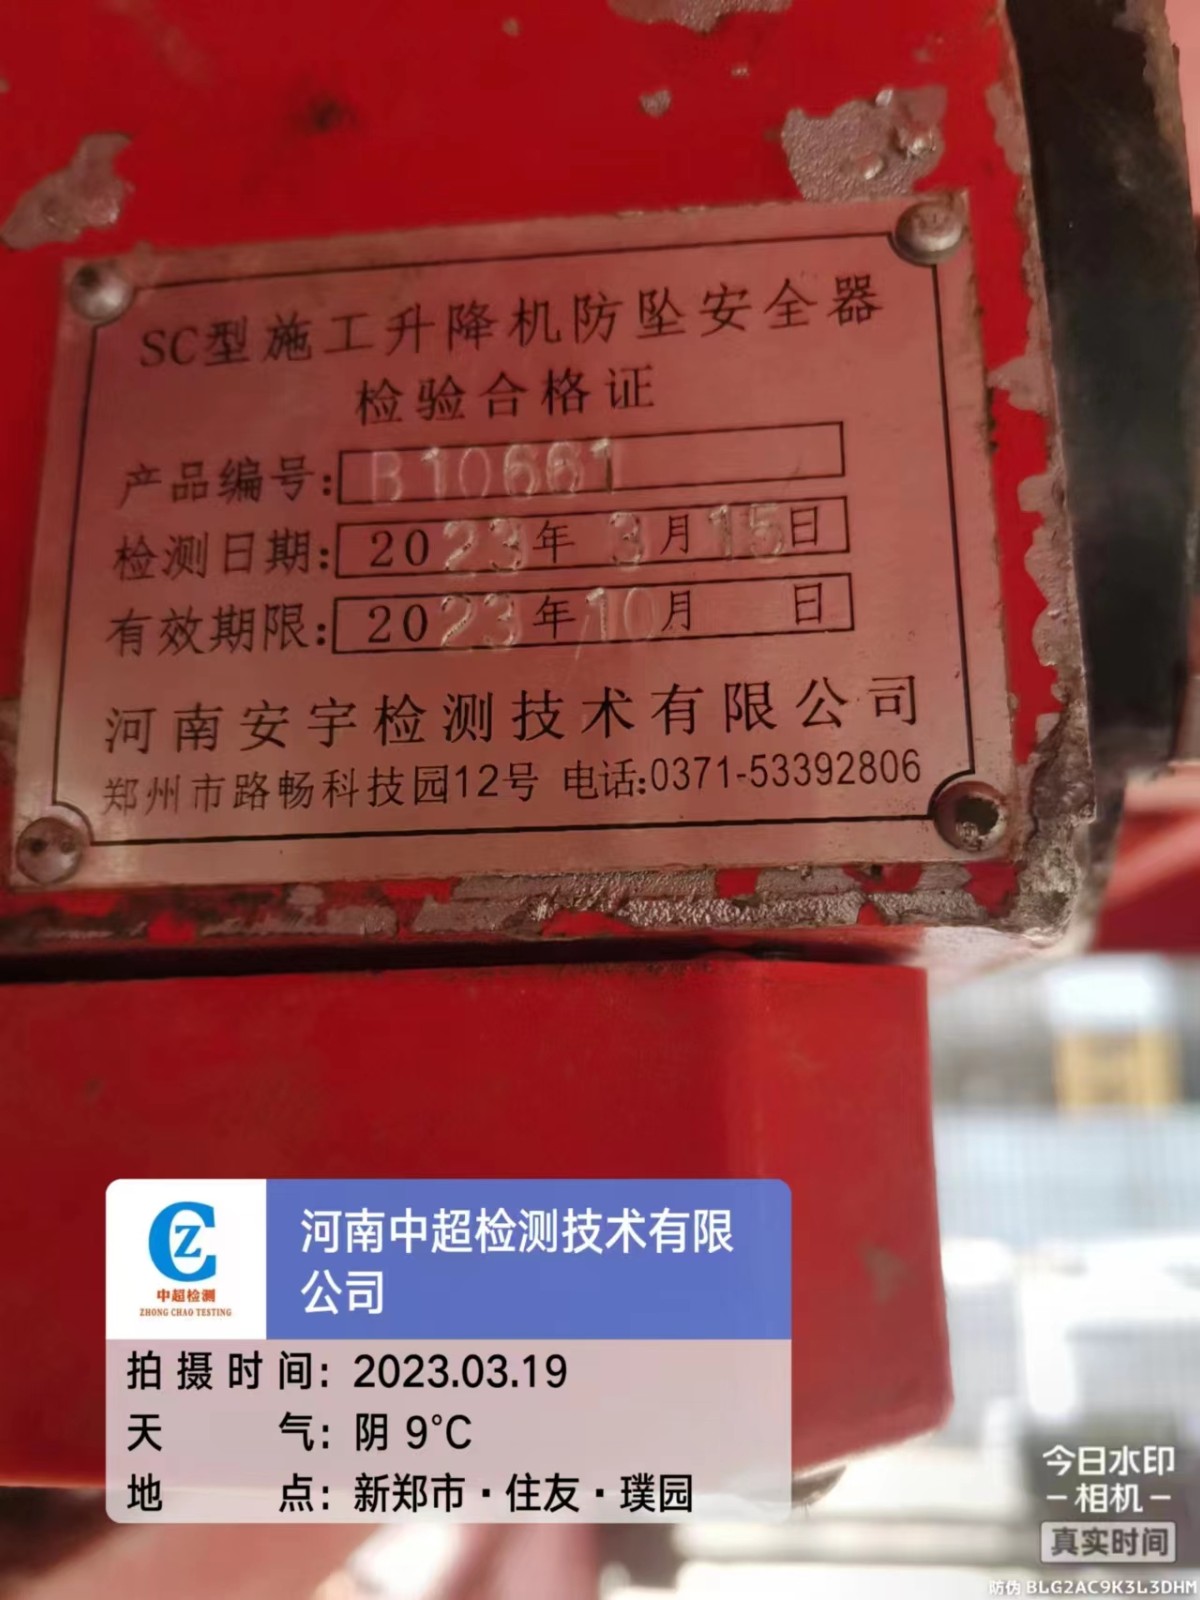 SC型施工升降机防坠安全器
检验合格证
产品编号: B10661
检测日期: 2023年 3月15日
有效期限: 2023年10月 日
河南安宇检测技术有限公司
郑州市路畅科技园12号 电话:0371-53392806
CZ
中超检测
ZHONG CHAO TESTING
河南中超检测技术有限
公司
拍摄时间: 2023.03.19
天气: 阴 9°C
地点: 新郑市·住友·璞园
今日水印
相机
真实时间
防伪 BLG2AC9K3L3DHM